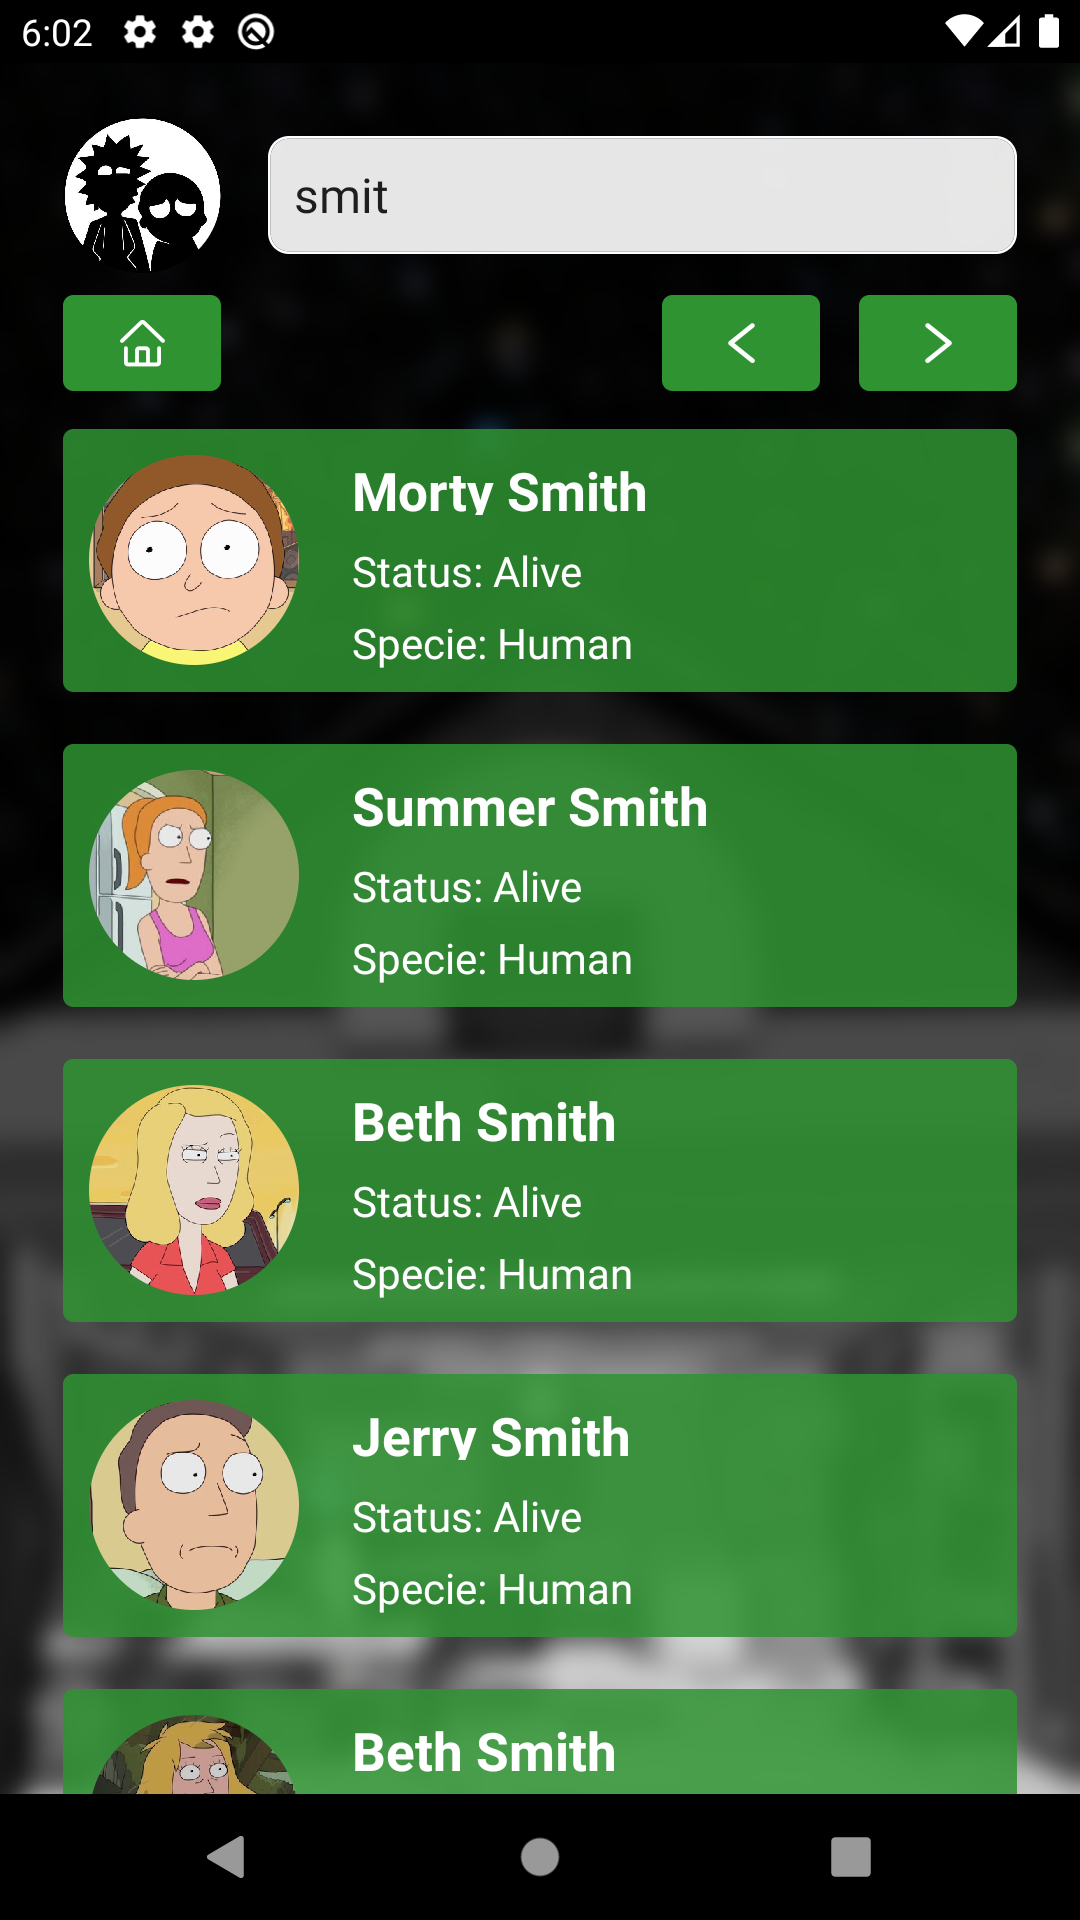 6:02
smit
Morty Smith
Status: Alive
Specie: Human
Summer Smith
Status: Alive
Specie: Human
Beth Smith
Status: Alive
Specie: Human
Jerry Smith
Status: Alive
Specie: Human
Beth Smith